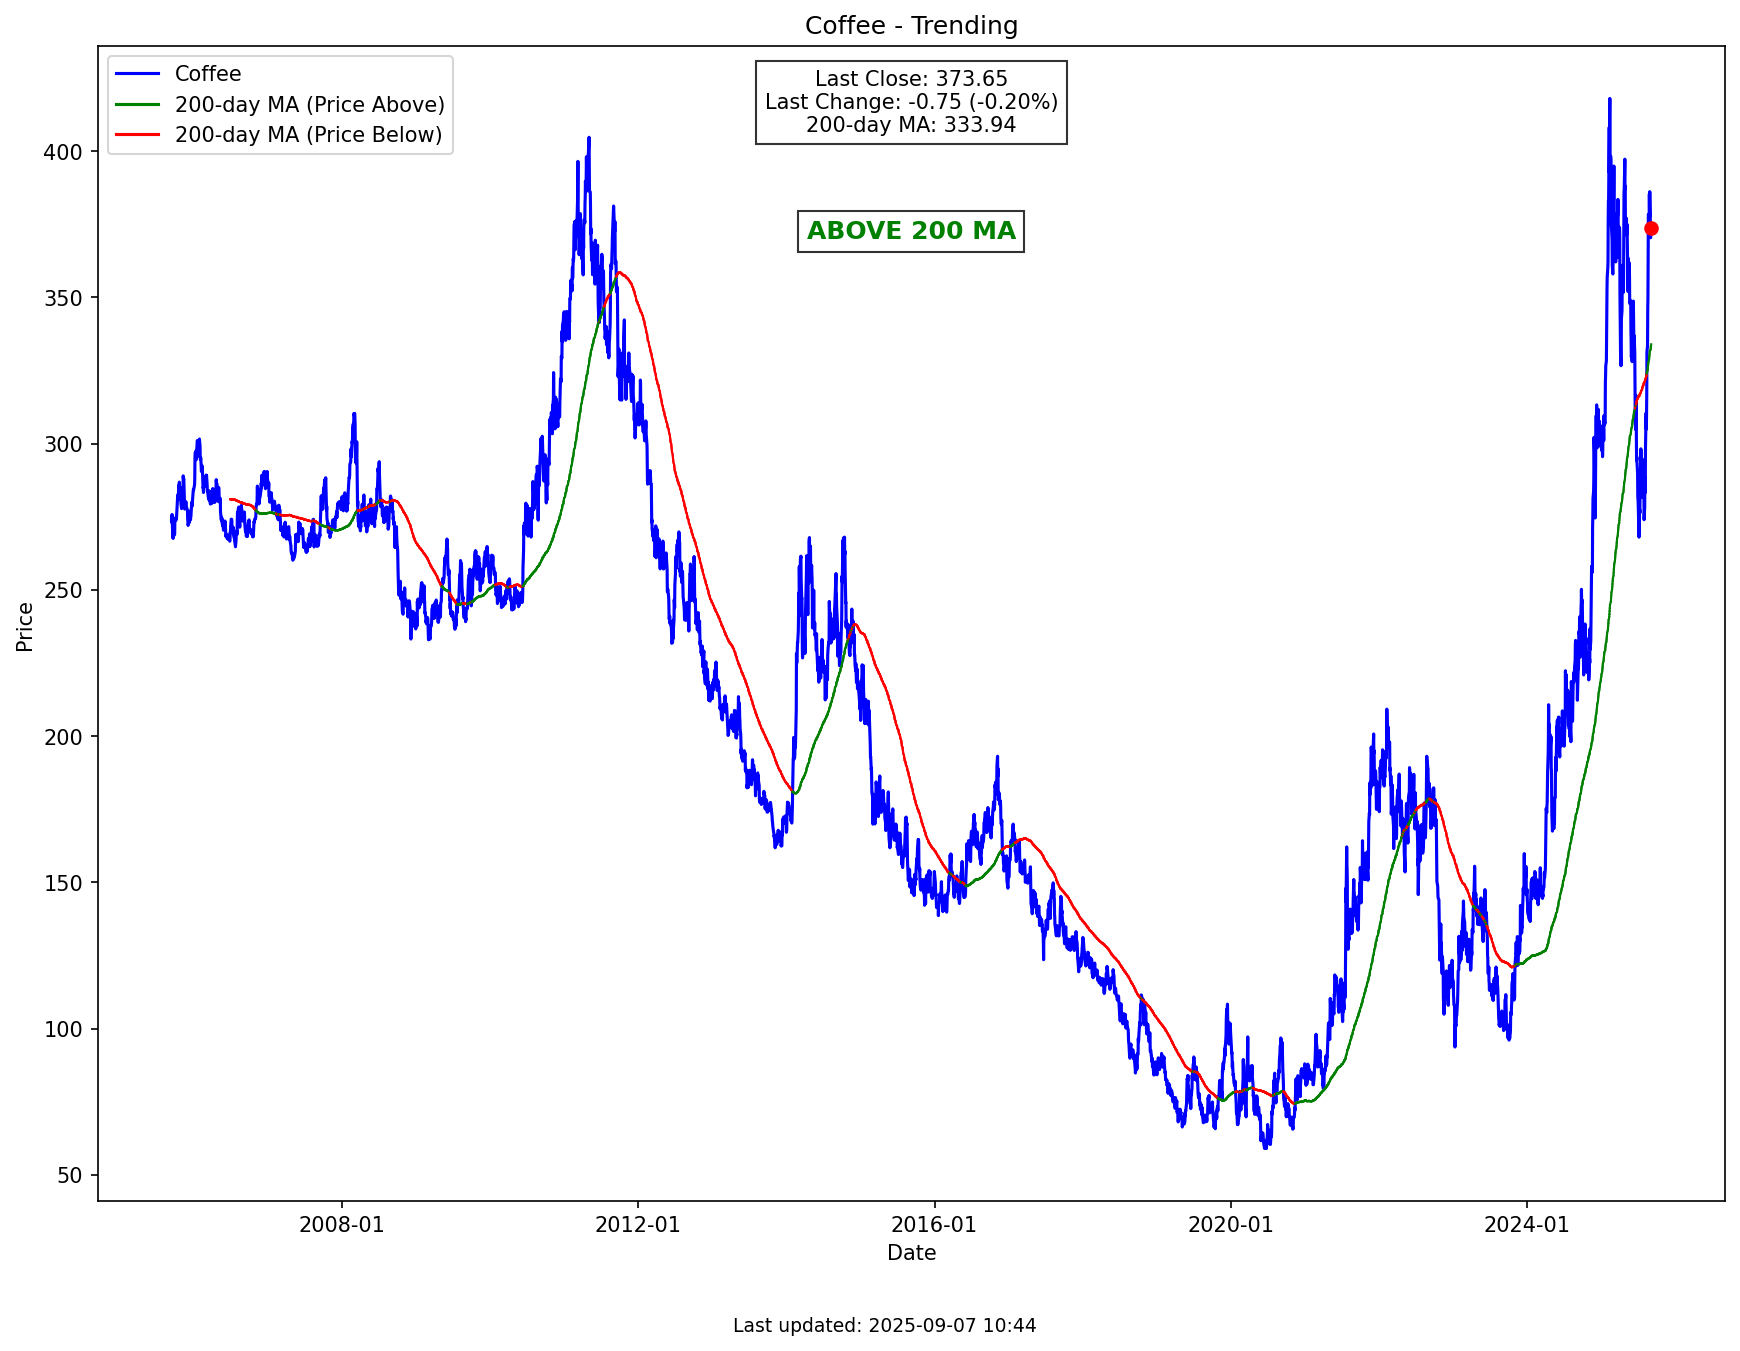 Coffee - Trending
Coffee
200-day MA (Price Above)
200-day MA (Price Below)
Last Close: 373.65
Last Change: -0.75 (-0.20%)
200-day MA: 333.94
ABOVE 200 MA
Price
400
350
300
250
200
150
100
50
2008-01
2012-01
2016-01
2020-01
2024-01
Date
Last updated: 2025-09-07 10:44